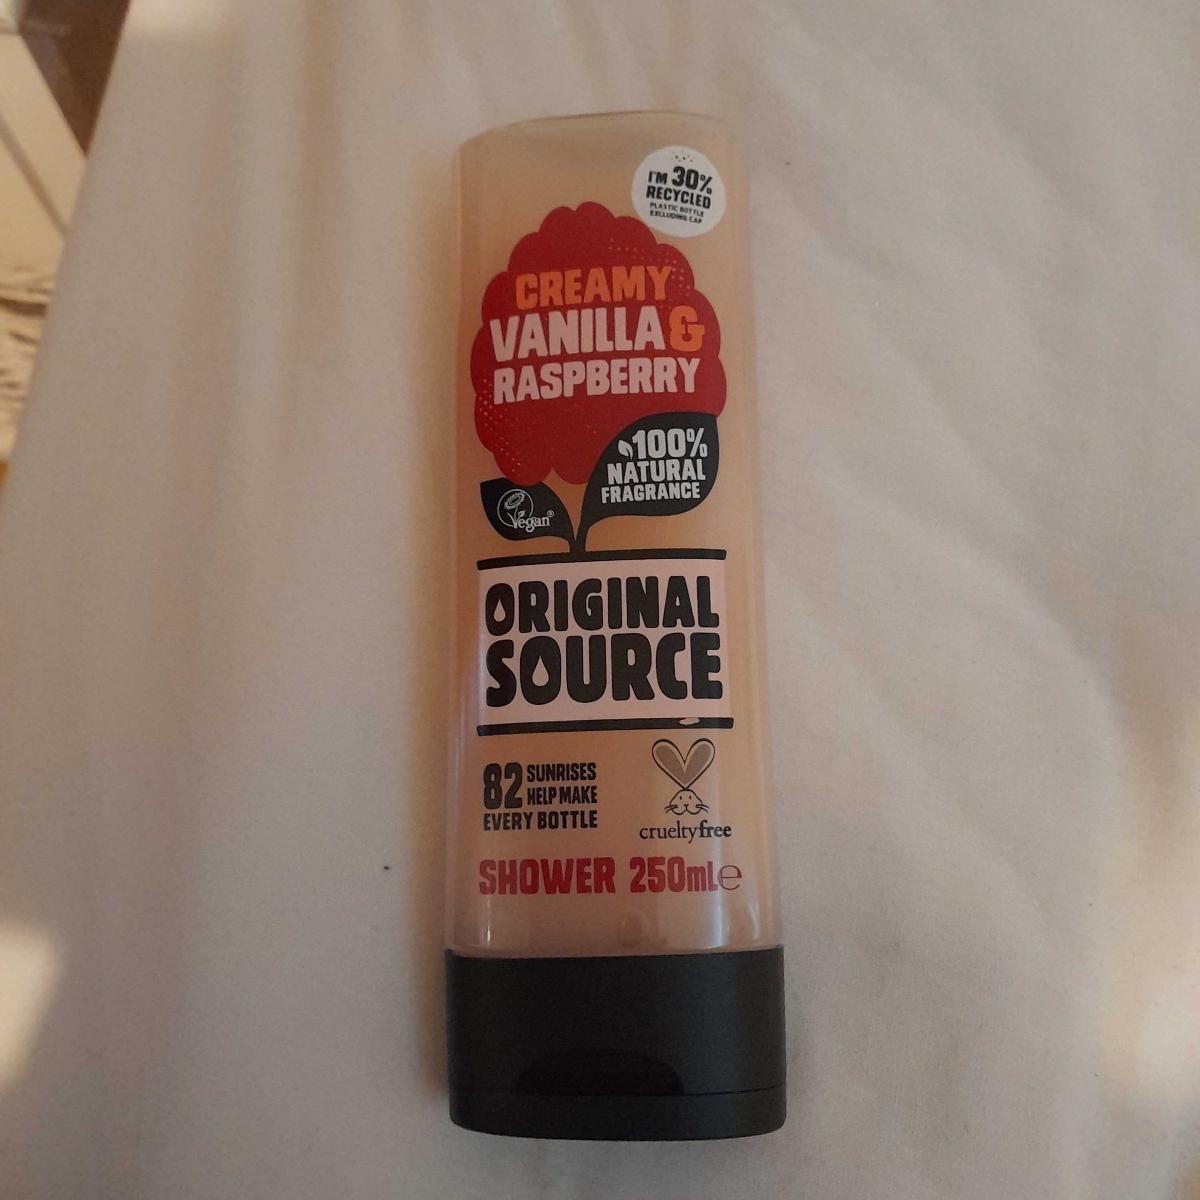 I'M 30%
RECYCLED
PLASTIC BOTTLE
EXCLUDING CAP
CREAMY
VANILLA &
RASPBERRY
100%
NATURAL
FRAGRANCE
Vegan®
ORIGINAL
SOURCE
82 SUNRISES
HELP MAKE
EVERY BOTTLE
crueltyfree
SHOWER 250ml℮